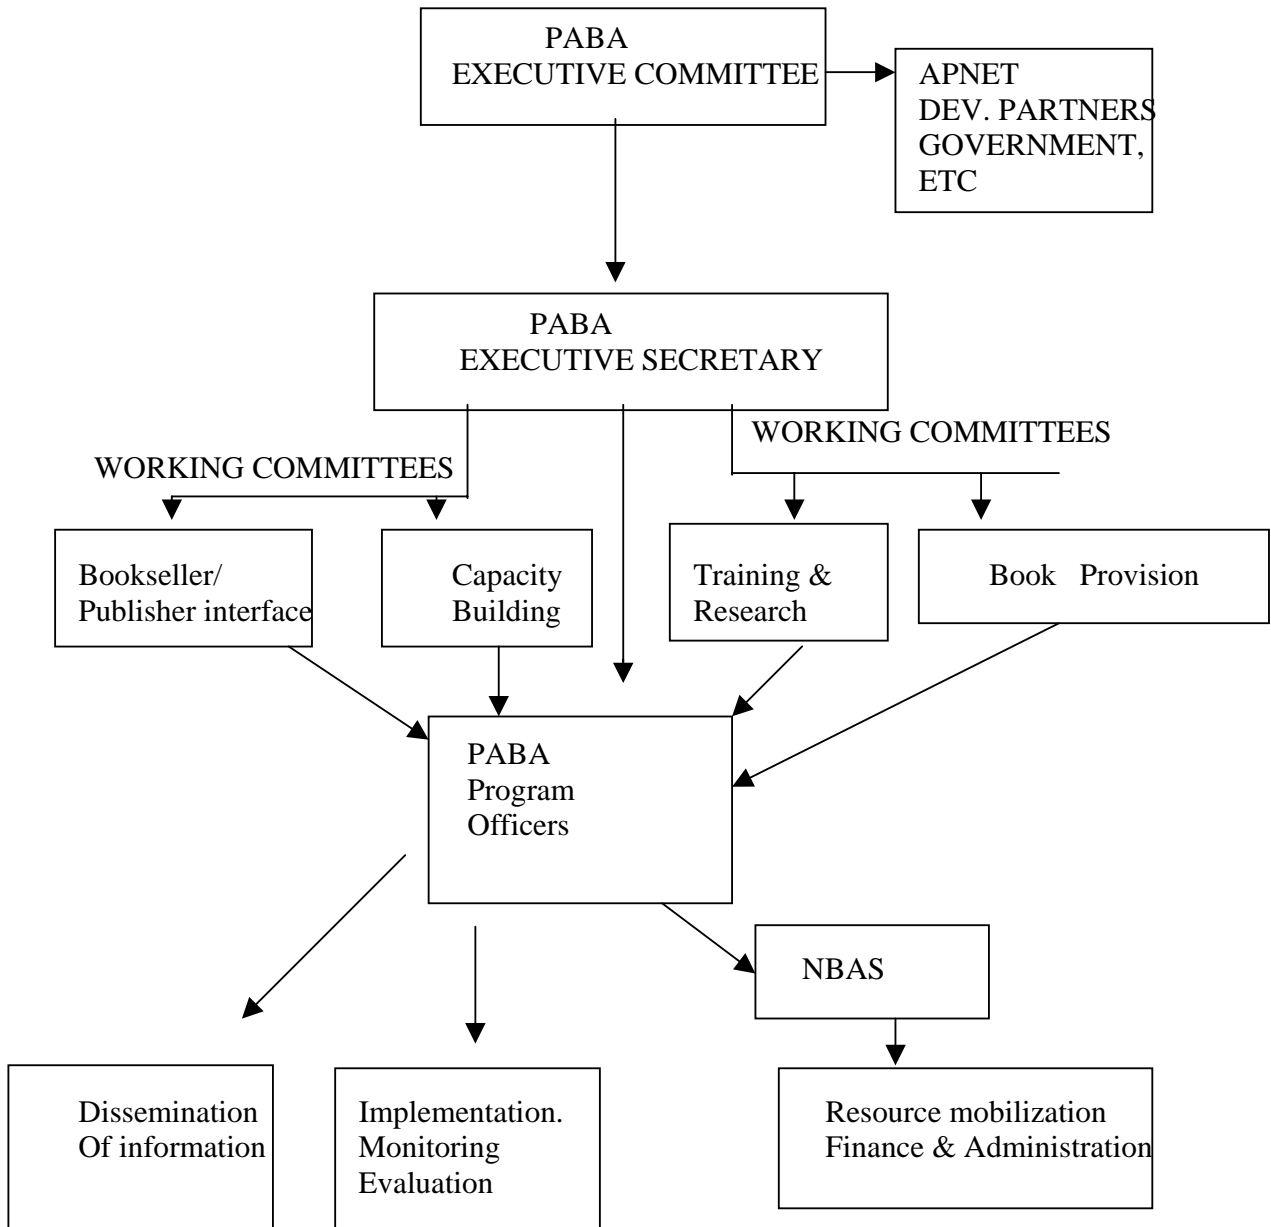 PABA
EXECUTIVE COMMITTEE
APNET
DEV. PARTNERS
GOVERNMENT,
ETC
PABA
EXECUTIVE SECRETARY
WORKING COMMITTEES
WORKING COMMITTEES
Bookseller/
Publisher interface
Capacity
Building
Training &
Research
Book Provision
PABA
Program
Officers
NBAS
Dissemination
Of information
Implementation.
Monitoring
Evaluation
Resource mobilization
Finance & Administration